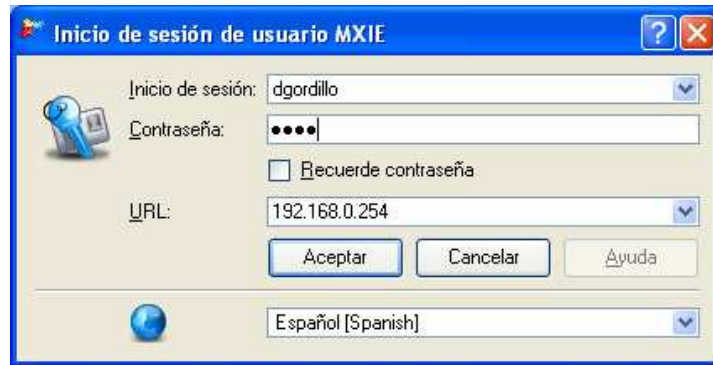 Inicio de sesión de usuario MXIE
Inicio de sesión: dgordillo
Contraseña: ••••
Recuerde contraseña
URL: 192.168.0.254
Aceptar Cancelar Ayuda
Español [Spanish]